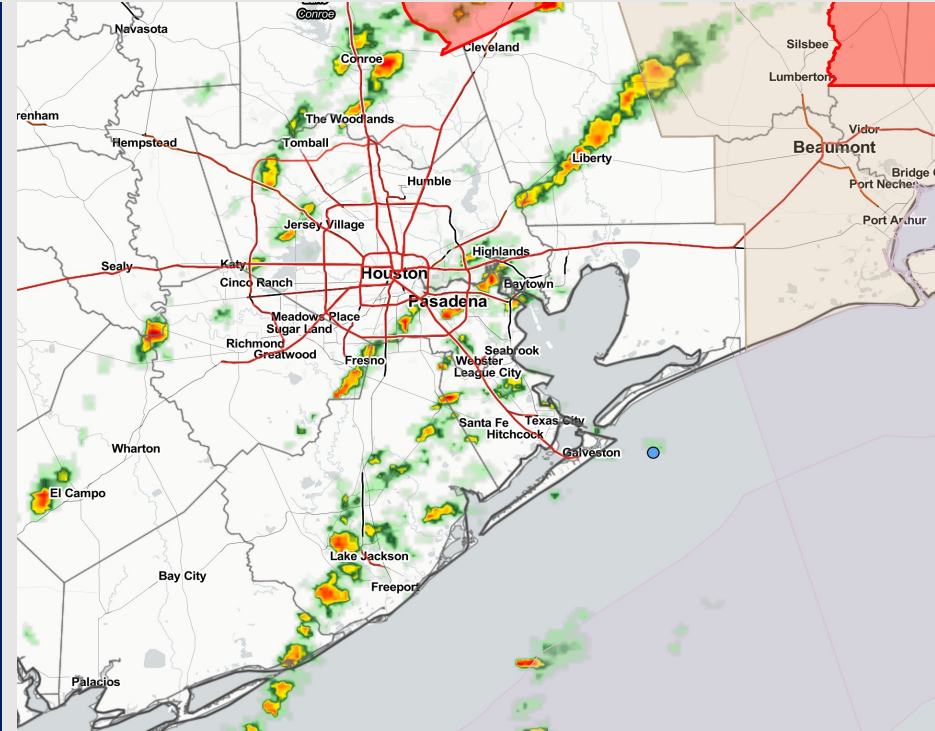 Conroe
Navasota
Silsbee
Cleveland
Conroe
Lumberton
renham
The Woodlands
Vidor
Hempstead
Tomball
Beaumont
Liberty
Bridge C
Humble
Port Neches
Jersey Village
Port Arthur
Highlands
Katy
Sealy
Houston
Cinco Ranch
Baytown
Pasadena
Meadows Place
Sugar Land
Richmond
Seabrook
Greatwood
Fresno
Webster
League City
Santa Fe
Texas City
Hitchcock
Wharton
Galveston
El Campo
Lake Jackson
Bay City
Freeport
Palacios